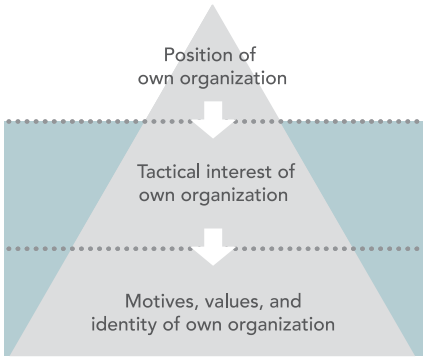 Position of
own organization
Tactical interest of
own organization
Motives, values, and
identity of own organization